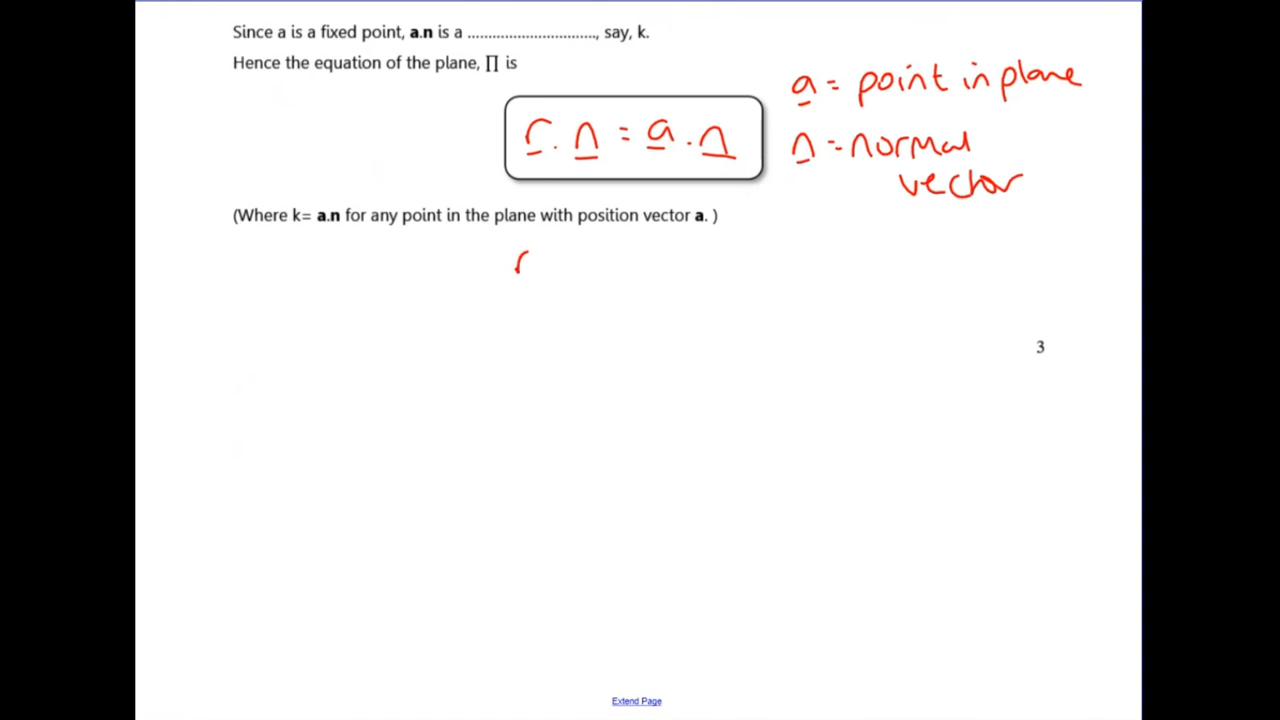 Since a is a fixed point, a.n is a ..............................., say, k.
Hence the equation of the plane, ∏ is
r . n = a . n
a = point in plane
n = normal
vector
(Where k= a.n for any point in the plane with position vector a. )
r
3
Extend Page